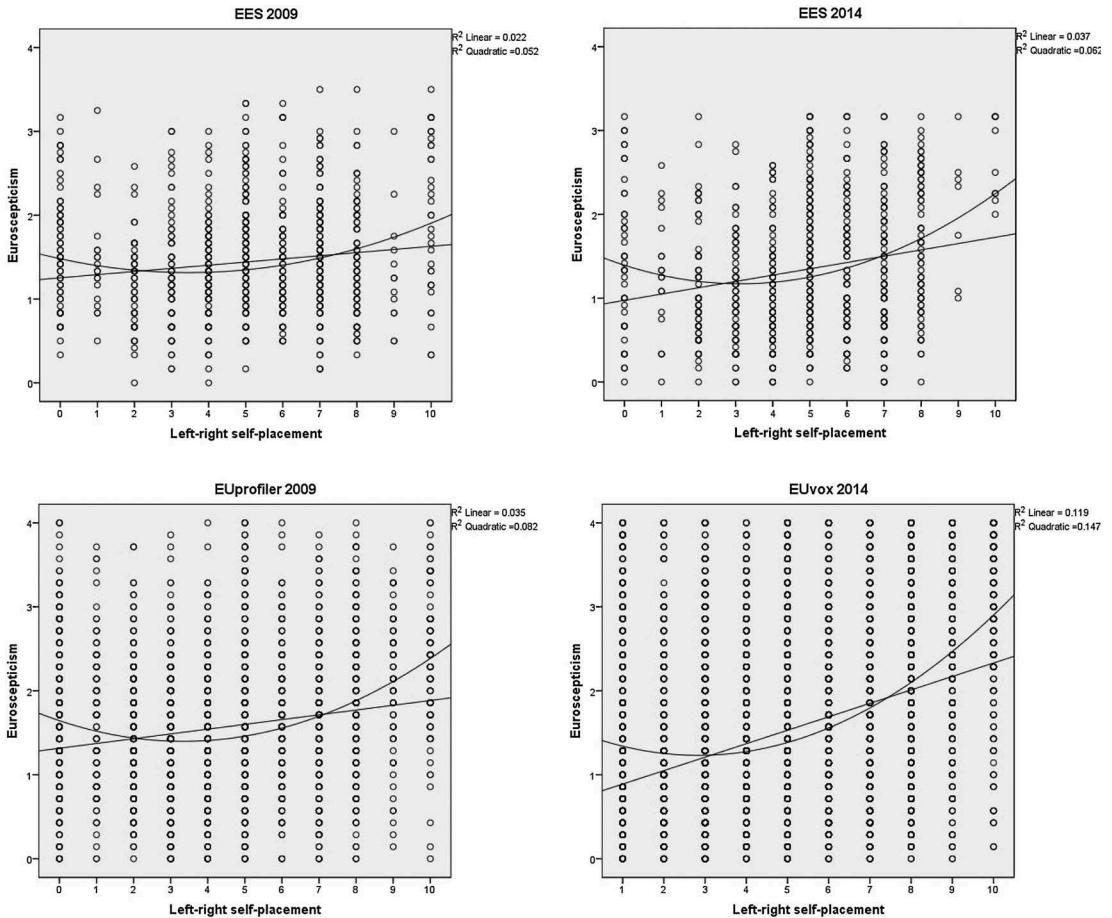 EES 2009
R² Linear = 0.022
R² Quadratic =0.052
4
3
2
1
0
Euroscepticism
0 1 2 3 4 5 6 7 8 9 10
Left-right self-placement
EES 2014
R² Linear = 0.037
R² Quadratic =0.062
4
3
2
1
0
Euroscepticism
0 1 2 3 4 5 6 7 8 9 10
Left-right self-placement
EUprofiler 2009
R² Linear = 0.035
R² Quadratic =0.082
4
3
2
1
0
Euroscepticism
0 1 2 3 4 5 6 7 8 9 10
Left-right self-placement
EUvox 2014
R² Linear = 0.119
R² Quadratic =0.147
4
3
2
1
0
Euroscepticism
1 2 3 4 5 6 7 8 9 10
Left-right self-placement